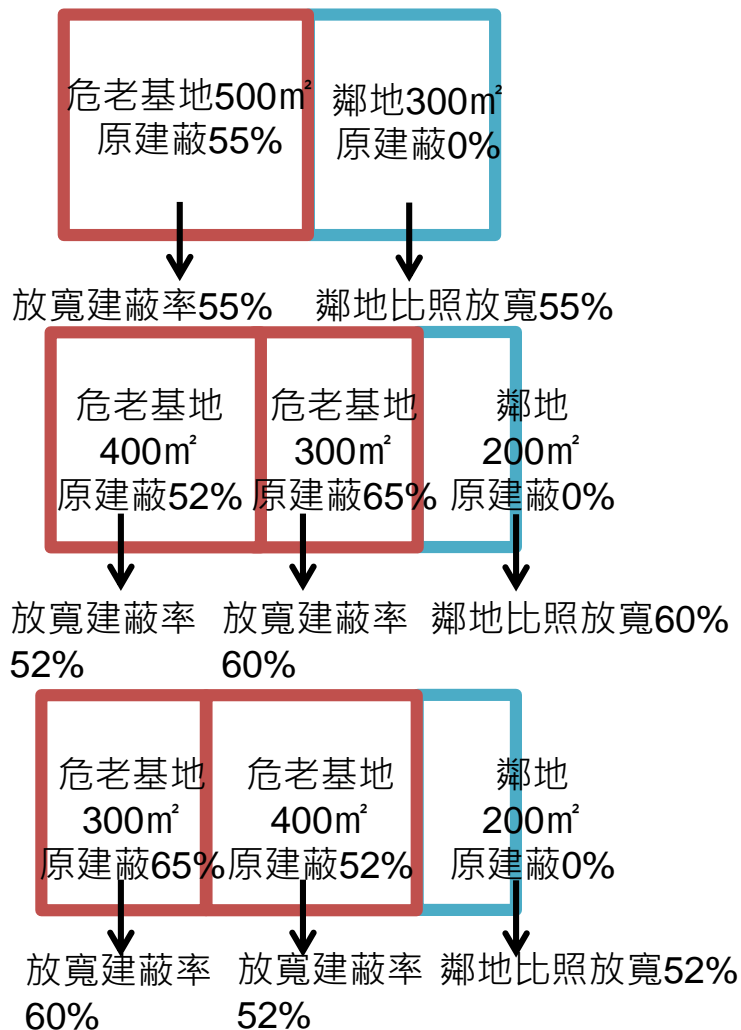 危老基地500㎡
原建蔽55%
鄰地300㎡
原建蔽0%
放寬建蔽率55%
鄰地比照放寬55%
危老基地
400㎡
原建蔽52%
危老基地
300㎡
原建蔽65%
鄰地
200㎡
原建蔽0%
放寬建蔽率
52%
放寬建蔽率
60%
鄰地比照放寬60%
危老基地
300㎡
原建蔽65%
危老基地
400㎡
原建蔽52%
鄰地
200㎡
原建蔽0%
放寬建蔽率
60%
放寬建蔽率
52%
鄰地比照放寬52%